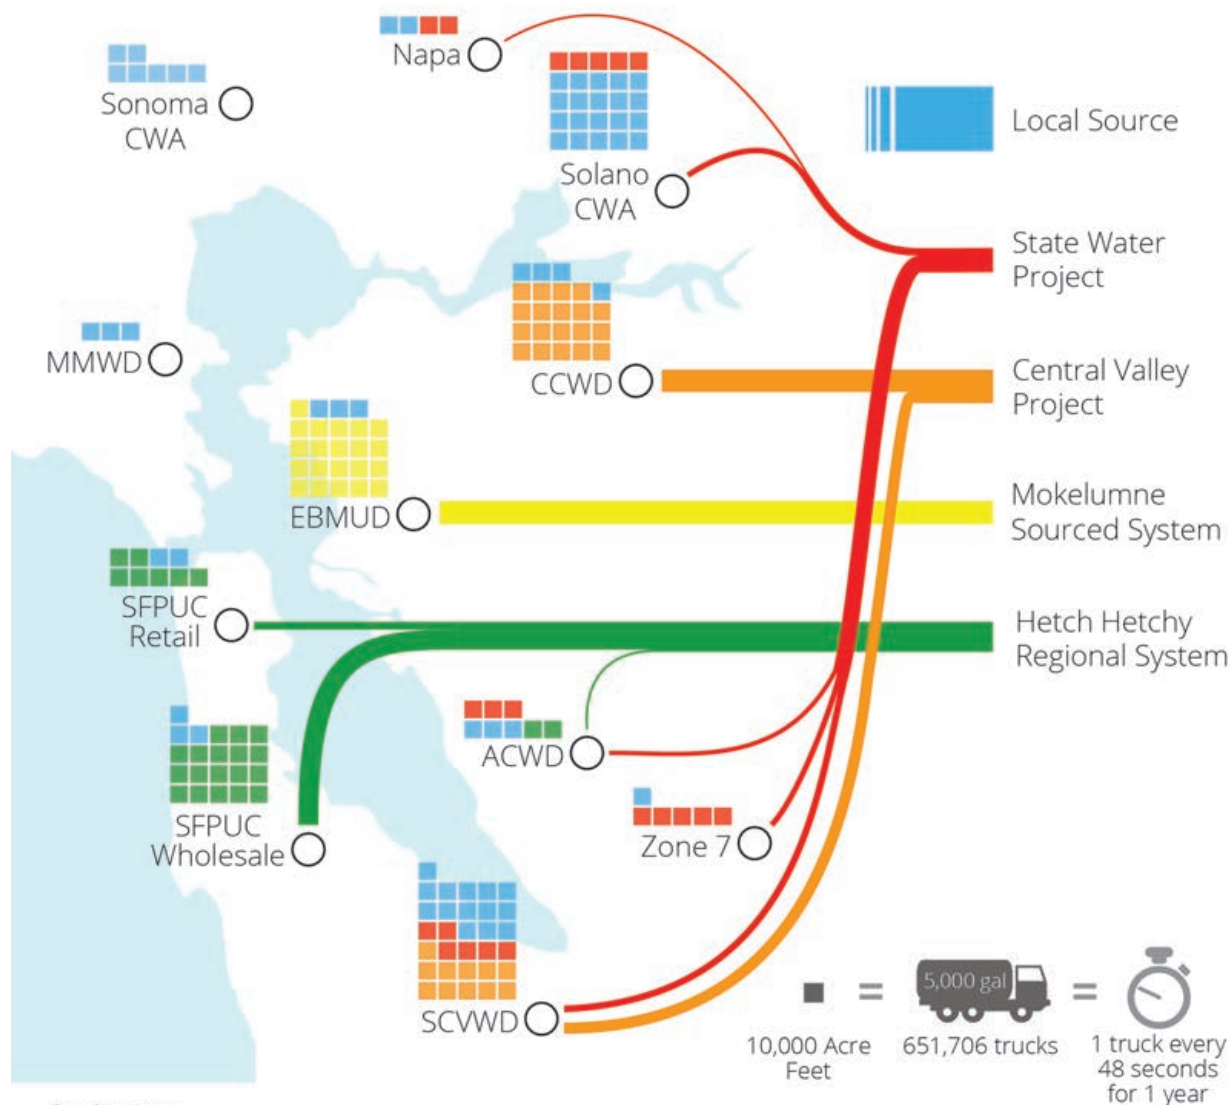 Napa
Sonoma
CWA
Solano
CWA
Local Source
State Water
Project
MMWD
CCWD
Central Valley
Project
EBMUD
Mokelumne
Sourced System
SFPUC
Retail
Hetch Hetchy
Regional System
ACWD
SFPUC
Wholesale
Zone 7
SCVWD
5,000 gal
=
=
10,000 Acre
Feet
651,706 trucks
1 truck every
48 seconds
for 1 year